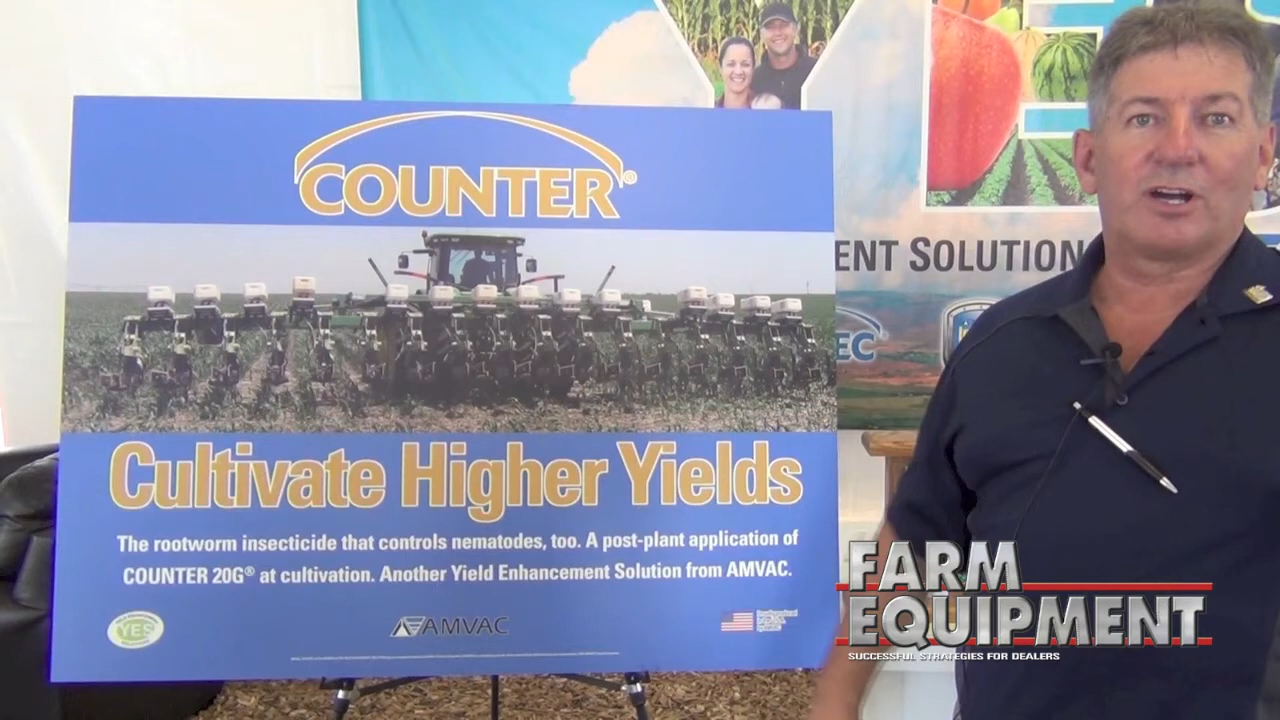 COUNTER®
ENT SOLUTION
EC
Cultivate Higher Yields
The rootworm insecticide that controls nematodes, too. A post-plant application of
COUNTER 20G® at cultivation. Another Yield Enhancement Solution from AMVAC.
YES
AMVAC
FARM
EQUIPMENT
SUCCESSFUL STRATEGIES FOR DEALERS